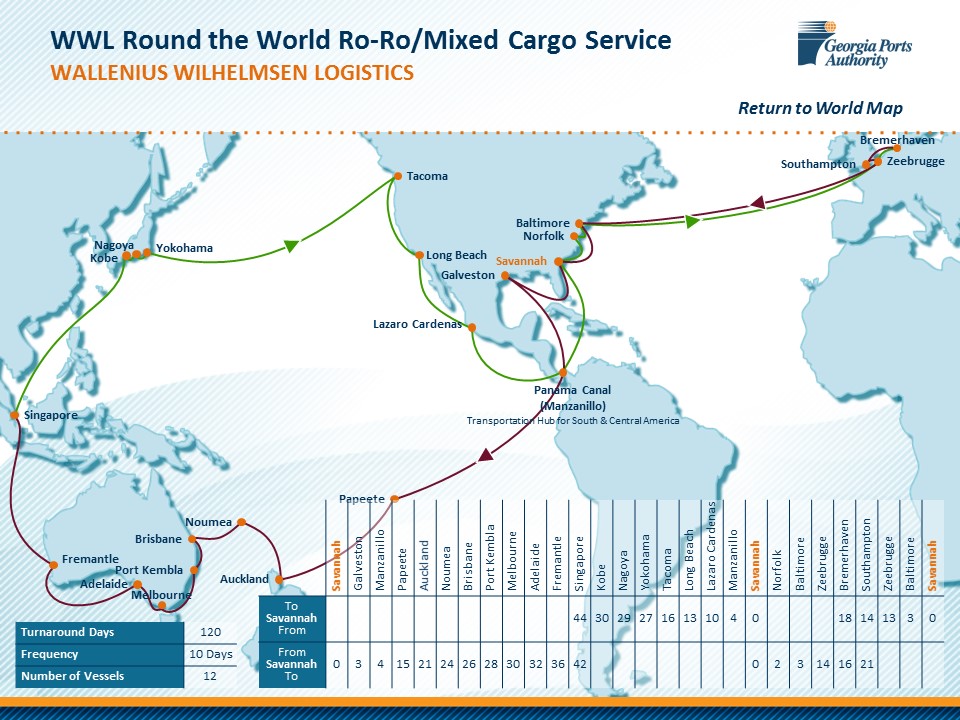 WWL Round the World Ro-Ro/Mixed Cargo Service
WALLENIUS WILHELMSEN LOGISTICS
Georgia Ports
Authority
Return to World Map
Bremerhaven
Southampton
Zeebrugge
Tacoma
Baltimore
Norfolk
Nagoya
Yokohama
Kobe
Long Beach
Savannah
Galveston
Lazaro Cardenas
Panama Canal
(Manzanillo)
Transportation Hub for South & Central America
Singapore
Papeete
Noumea
Brisbane
Fremantle
Port Kembla
Auckland
Adelaide
Melbourne
Savannah
Galveston
Manzanillo
Papeete
Auckland
Noumea
Brisbane
Port Kembla
Melbourne
Adelaide
Fremantle
Singapore
Kobe
Nagoya
Yokohama
Tacoma
Long Beach
Lazaro Cardenas
Manzanillo
Savannah
Norfolk
Baltimore
Zeebrugge
Bremerhaven
Southampton
Zeebrugge
Baltimore
Savannah
To
Savannah
From
44 30 29 27 16 13 10 4 0 18 14 13 3 0
From
Savannah
To
0 3 4 15 21 24 26 28 30 32 36 42 0 2 3 14 16 21
Turnaround Days 120
Frequency 10 Days
Number of Vessels 12